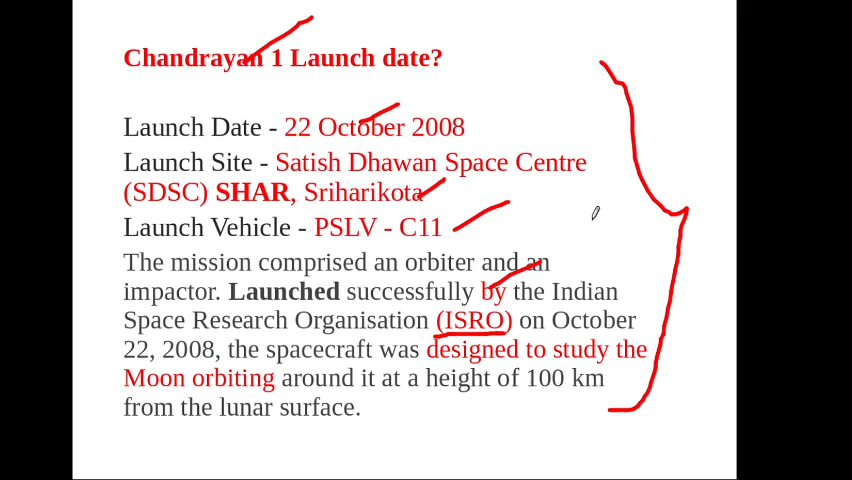 Chandrayan 1 Launch date?
Launch Date - 22 October 2008
Launch Site - Satish Dhawan Space Centre
(SDSC) SHAR, Sriharikota
Launch Vehicle - PSLV - C11
The mission comprised an orbiter and an
impactor. Launched successfully by the Indian
Space Research Organisation (ISRO) on October
22, 2008, the spacecraft was designed to study the
Moon orbiting around it at a height of 100 km
from the lunar surface.